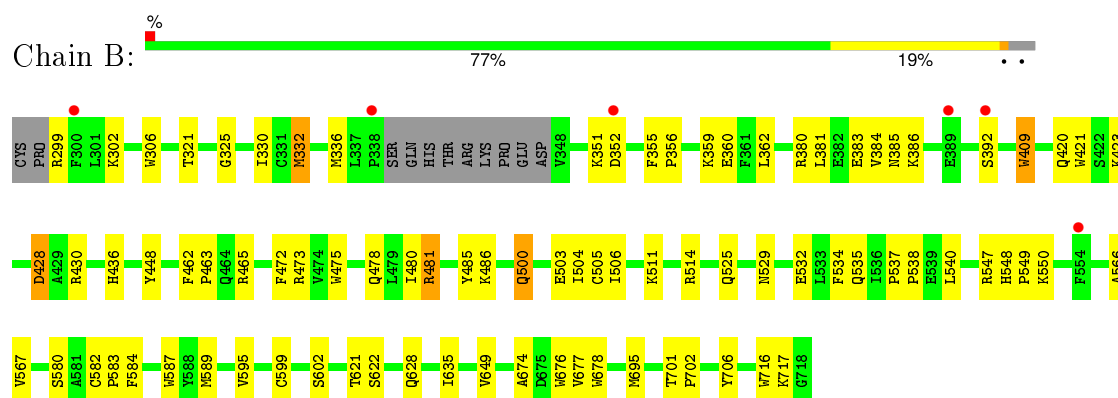 %
Chain B:
77% 19% • •
CYS PRO R299 F300 L301 K302 W306 T321 G325 I330 C331 M332 M336 L337 P338 SER GLN HIS THR ARG LYS PRO GLU ASP V348 K351 D352 F355 P356 K359 E360 F361 L362 R380 L381 E382 E383 V384 N385 K386 E389 S392 W409 Q420 W421 S422 K423
D428 A429 R430 H436 Y448 F462 P463 Q464 R465 F472 R473 V474 W475 Q478 L479 I480 R481 Y485 K486 Q500 E503 I504 C505 I506 K511 R514 Q525 N529 E532 L533 F534 Q535 I536 P537 P538 E539 L540 R547 H548 P549 K550 F554 A566
V567 S580 A581 C582 P583 F584 W587 Y588 M589 V595 C599 S602 T621 S622 Q628 I635 V649 A674 D675 W676 V677 W678 M695 T701 P702 Y706 W716 K717 G718